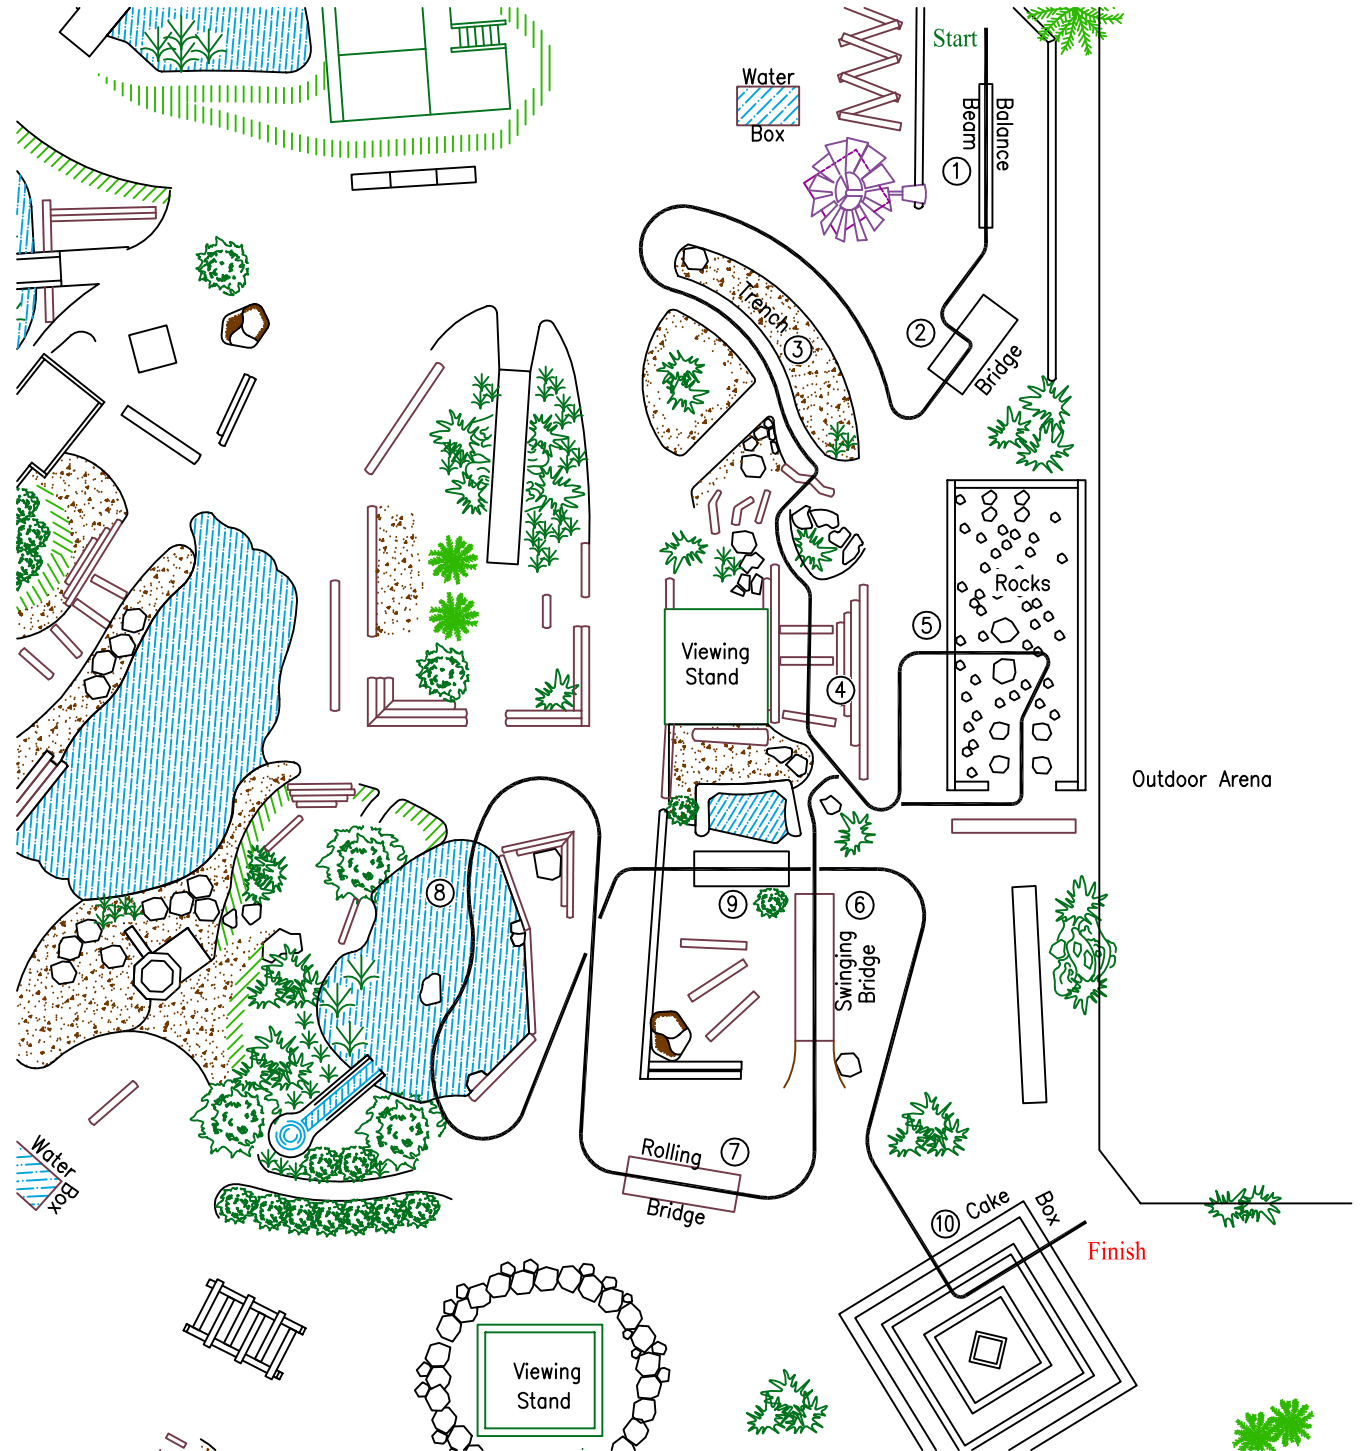 Start
Water
Box
Balance
Beam
1
2
Bridge
Trench
3
Rocks
5
Viewing
Stand
4
Outdoor Arena
8
9
6
Swinging
Bridge
Rolling
7
Bridge
Water
Box
10
Cake
Box
Finish
Viewing
Stand